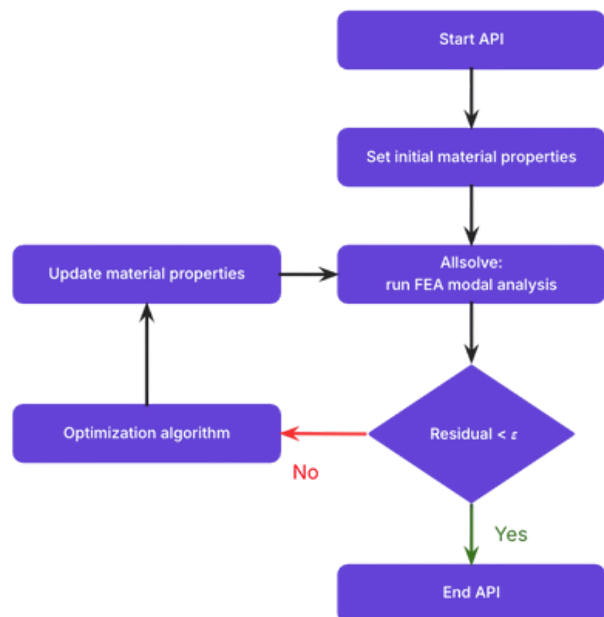 Start API
Set initial material properties
Update material properties
Allsolve:
run FEA modal analysis
Optimization algorithm
Residual < ε
No
Yes
End API